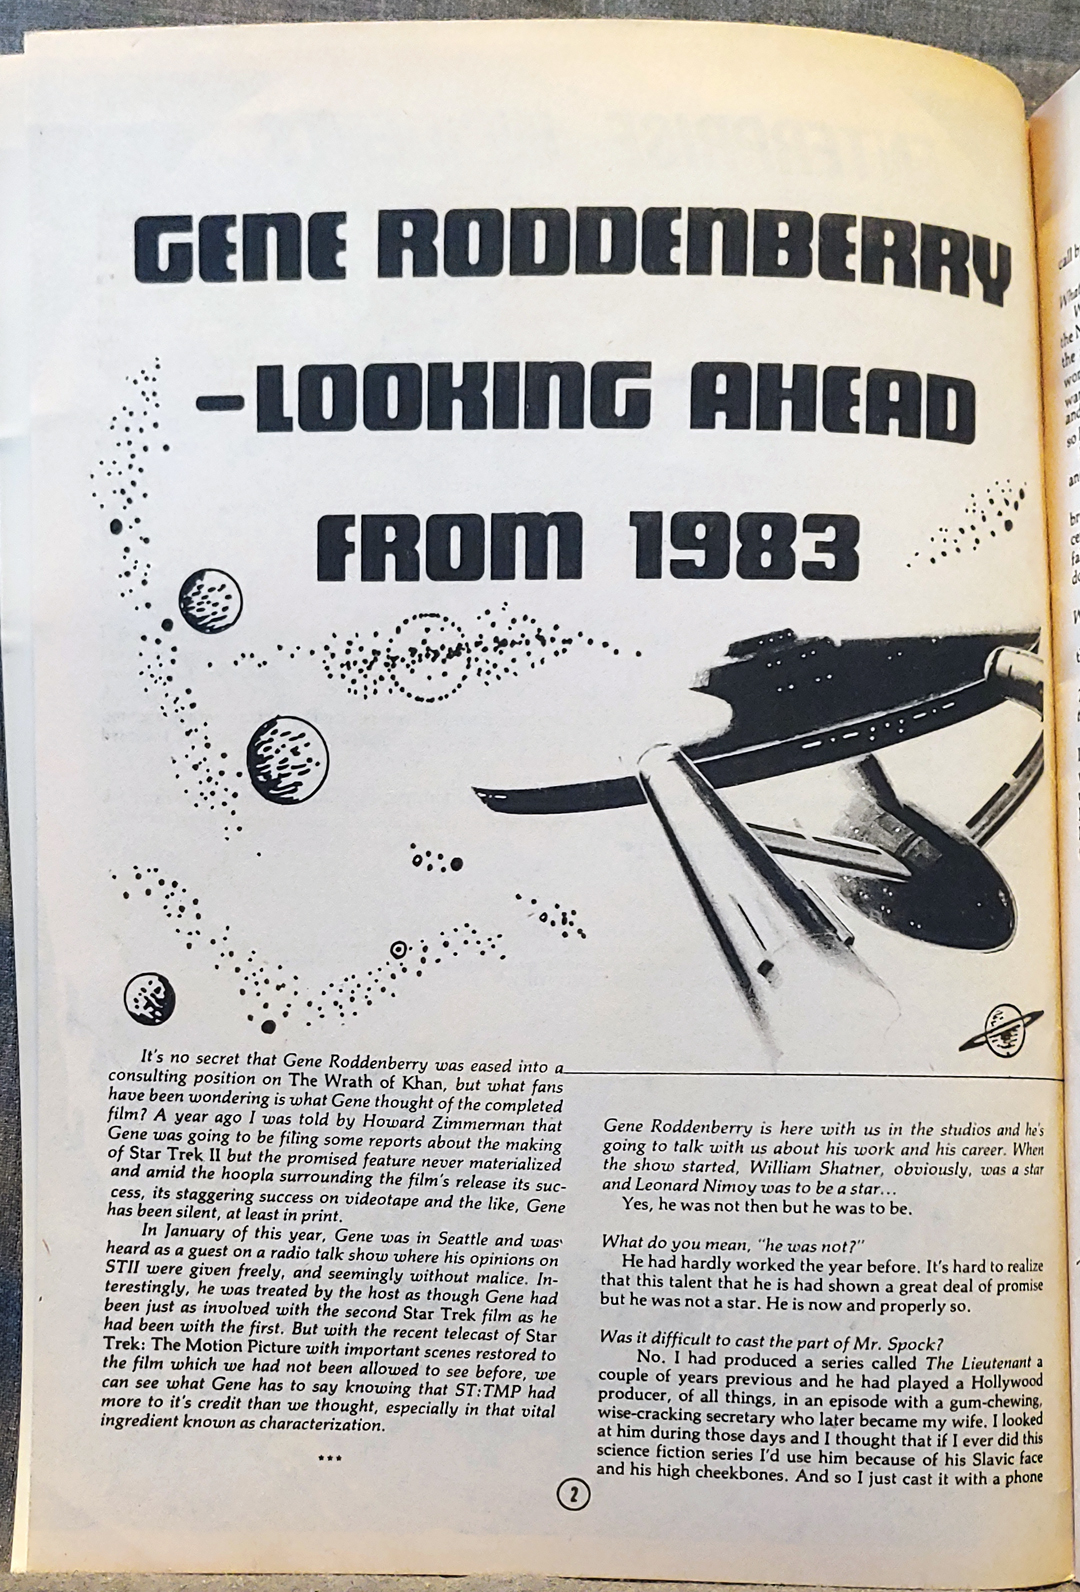 GENE RODDENBERRY
–LOOKING AHEAD
FROM 1983
It's no secret that Gene Roddenberry was eased into a
consulting position on The Wrath of Khan, but what fans
have been wondering is what Gene thought of the completed
film? A year ago I was told by Howard Zimmerman that
Gene was going to be filing some reports about the making
of Star Trek II but the promised feature never materialized
and amid the hoopla surrounding the film's release its suc-
cess, its staggering success on videotape and the like, Gene
has been silent, at least in print.
In January of this year, Gene was in Seattle and was
heard as a guest on a radio talk show where his opinions on
STII were given freely, and seemingly without malice. In-
terestingly, he was treated by the host as though Gene had
been just as involved with the second Star Trek film as he
had been with the first. But with the recent telecast of Star
Trek: The Motion Picture with important scenes restored to
the film which we had not been allowed to see before, we
can see what Gene has to say knowing that ST:TMP had
more to it's credit than we thought, especially in that vital
ingredient known as characterization.
***
Gene Roddenberry is here with us in the studios and he's
going to talk with us about his work and his career. When
the show started, William Shatner, obviously, was a star
and Leonard Nimoy was to be a star...
Yes, he was not then but he was to be.
What do you mean, "he was not?"
He had hardly worked the year before. It's hard to realize
that this talent that he is had shown a great deal of promise
but he was not a star. He is now and properly so.
Was it difficult to cast the part of Mr. Spock?
No. I had produced a series called The Lieutenant a
couple of years previous and he had played a Hollywood
producer, of all things, in an episode with a gum-chewing,
wise-cracking secretary who later became my wife. I looked
at him during those days and I thought that if I ever did this
science fiction series I'd use him because of his Slavic face
and his high cheekbones. And so I just cast it with a phone
2